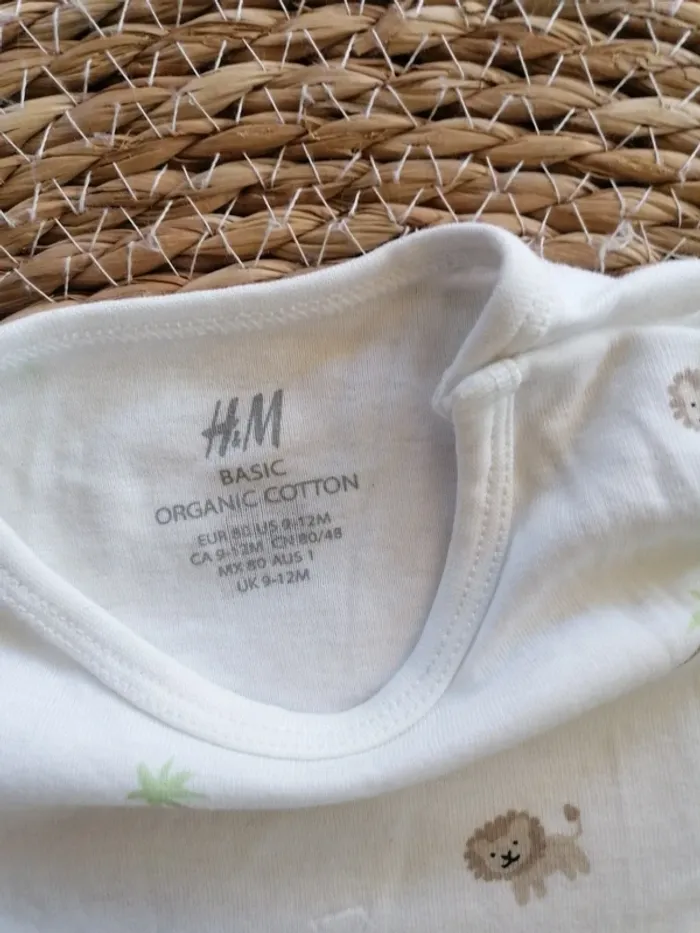 H&M
BASIC
ORGANIC COTTON
EUR 80 US 9-12M
CA 9-12M CN 80/48
MX 80 AUS 1
UK 9-12M